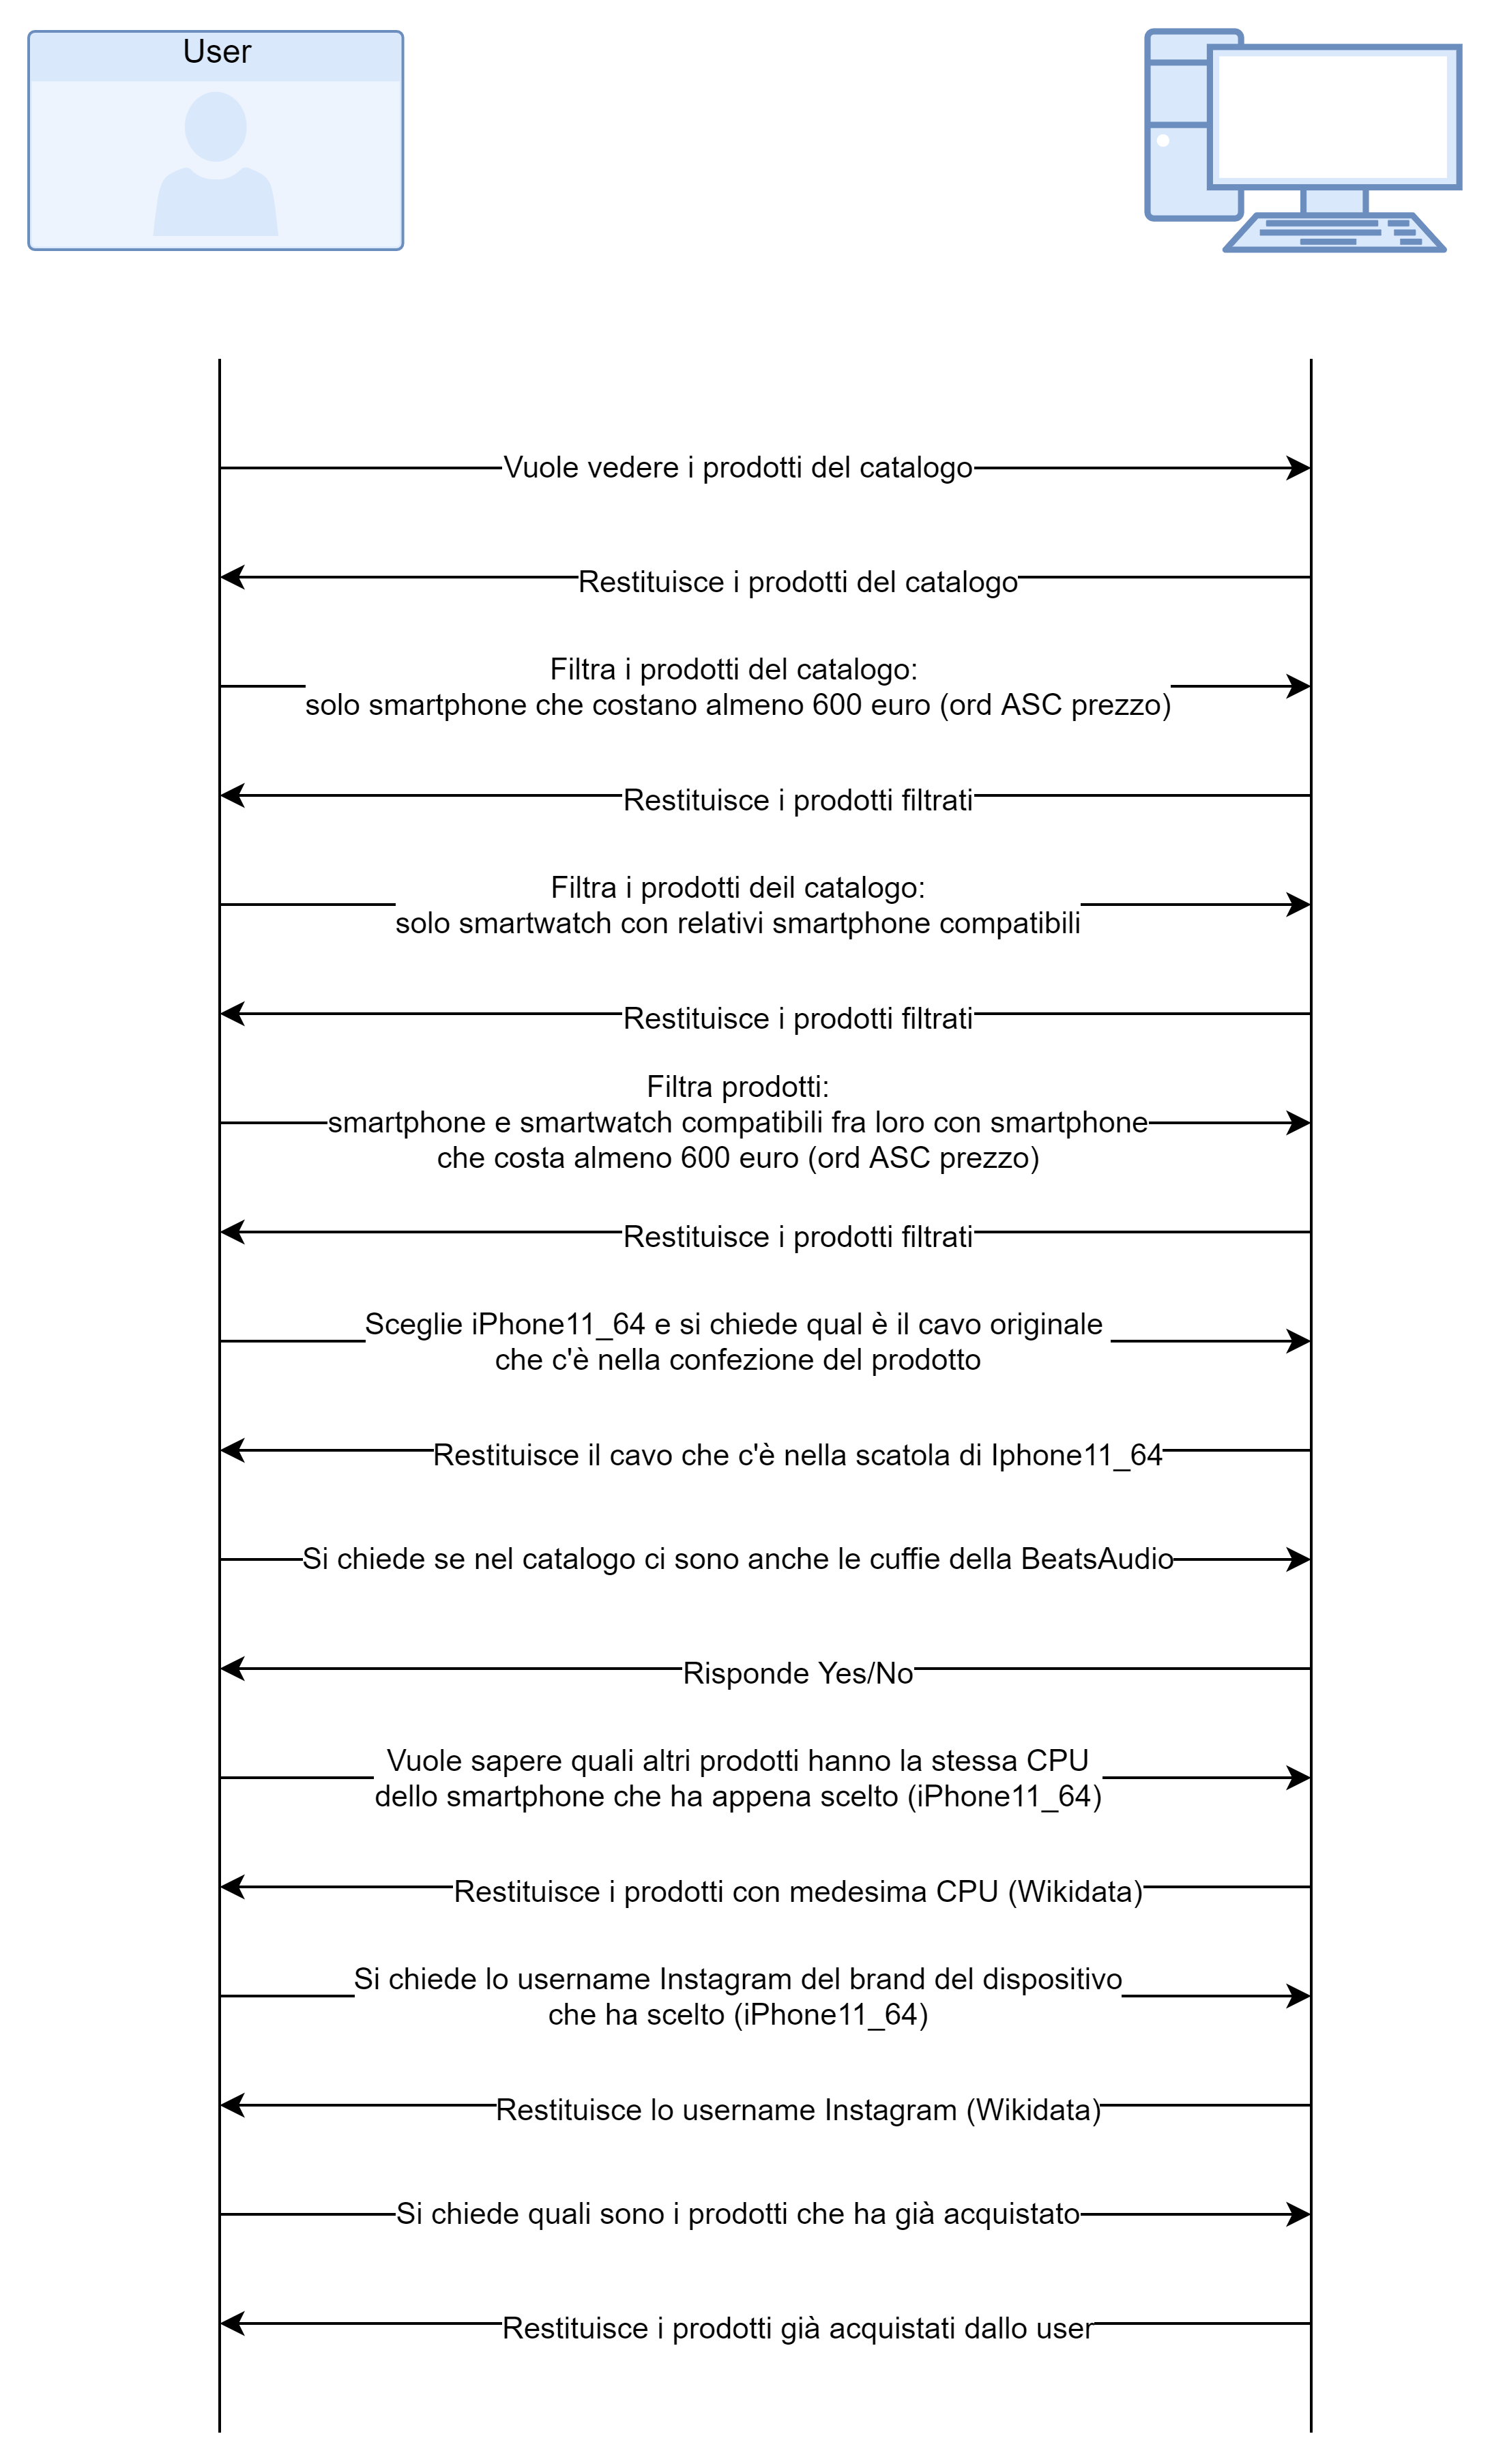 User
Vuole vedere i prodotti del catalogo
Restituisce i prodotti del catalogo
Filtra i prodotti del catalogo:
solo smartphone che costano almeno 600 euro (ord ASC prezzo)
Restituisce i prodotti filtrati
Filtra i prodotti deil catalogo:
solo smartwatch con relativi smartphone compatibili
Restituisce i prodotti filtrati
Filtra prodotti:
smartphone e smartwatch compatibili fra loro con smartphone
che costa almeno 600 euro (ord ASC prezzo)
Restituisce i prodotti filtrati
Sceglie iPhone11_64 e si chiede qual è il cavo originale
che c'è nella confezione del prodotto
Restituisce il cavo che c'è nella scatola di Iphone11_64
Si chiede se nel catalogo ci sono anche le cuffie della BeatsAudio
Risponde Yes/No
Vuole sapere quali altri prodotti hanno la stessa CPU
dello smartphone che ha appena scelto (iPhone11_64)
Restituisce i prodotti con medesima CPU (Wikidata)
Si chiede lo username Instagram del brand del dispositivo
che ha scelto (iPhone11_64)
Restituisce lo username Instagram (Wikidata)
Si chiede quali sono i prodotti che ha già acquistato
Restituisce i prodotti già acquistati dallo user